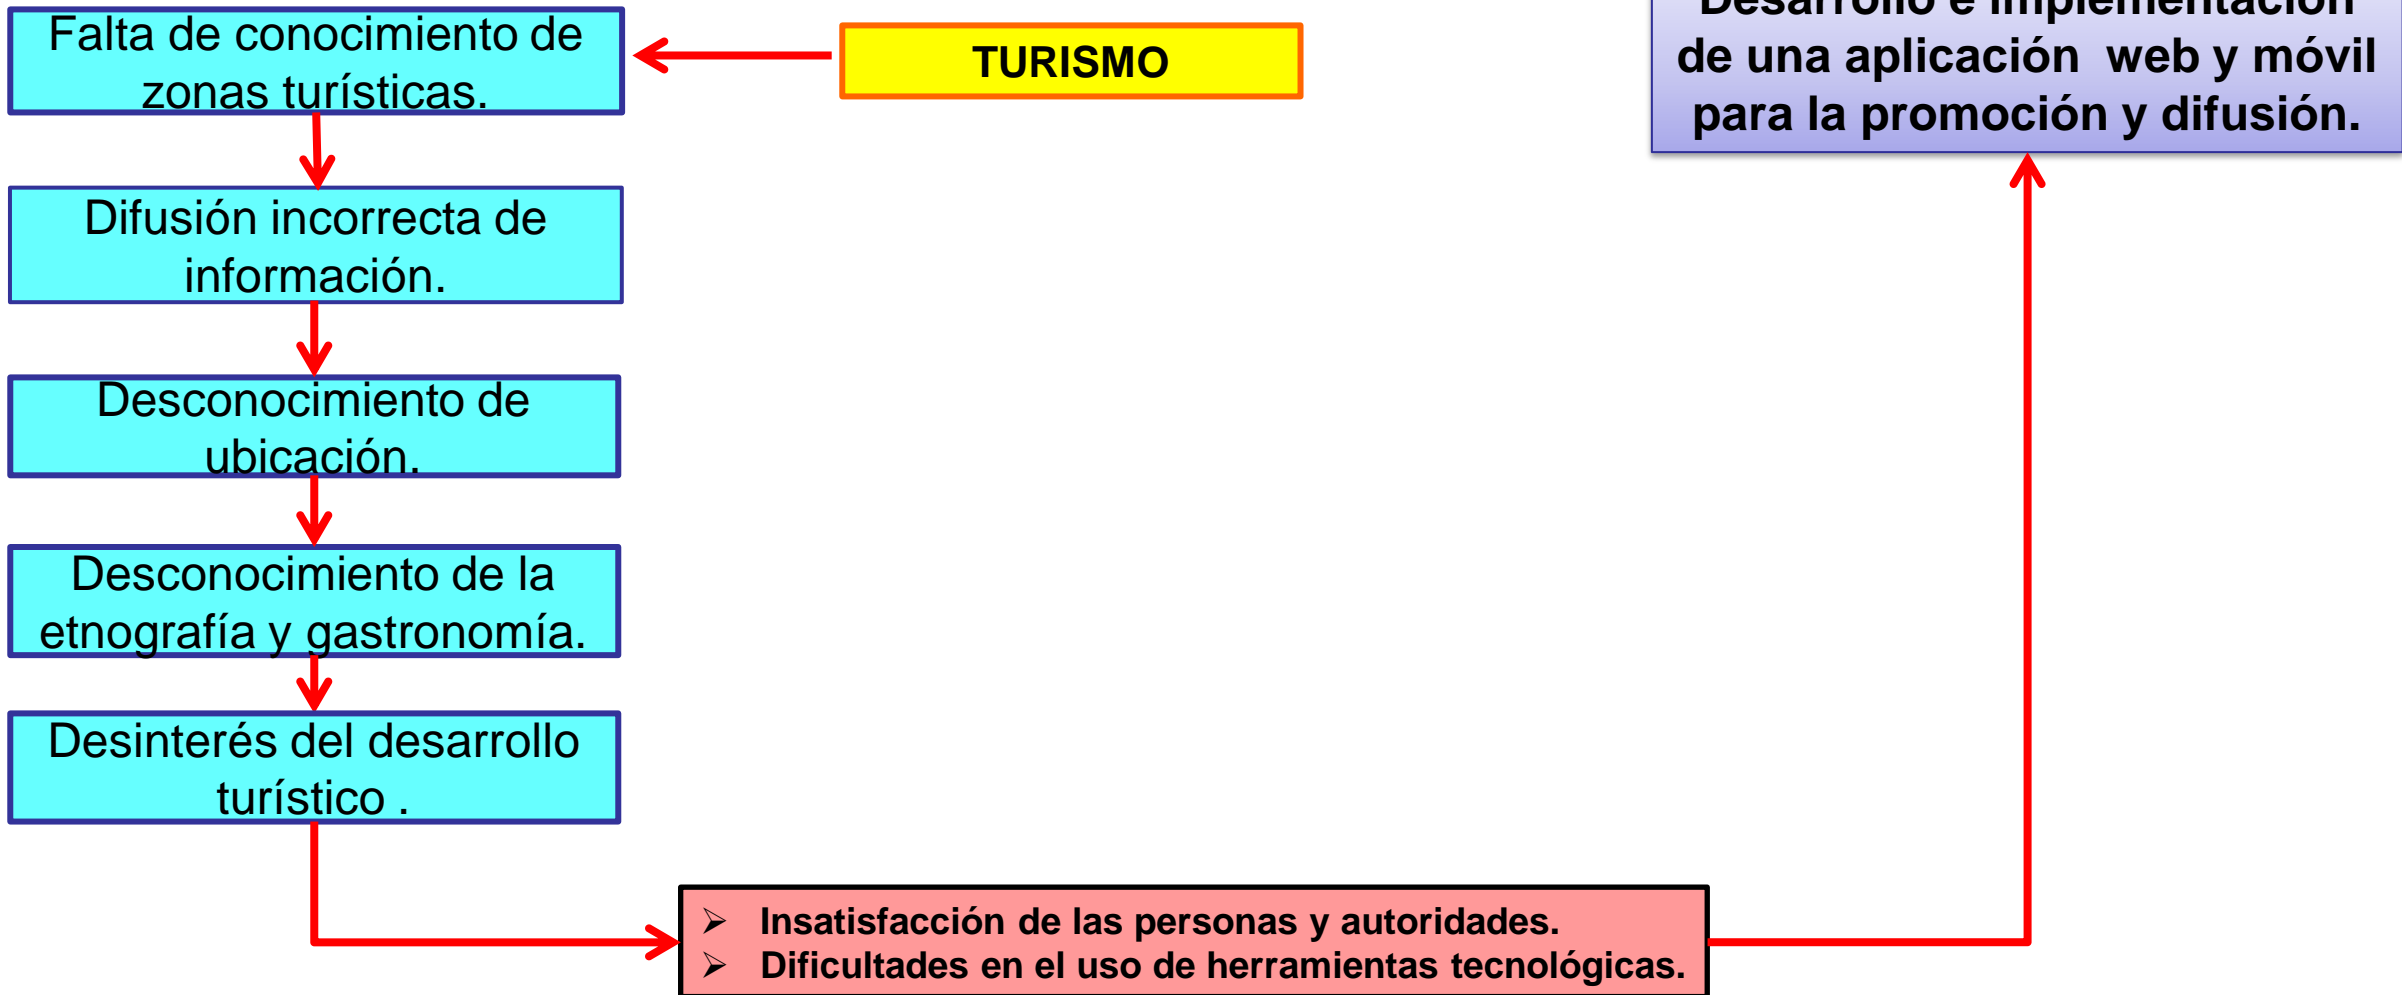 Falta de conocimiento de
zonas turísticas.
TURISMO
Desarrollo e implementación
de una aplicación web y móvil
para la promoción y difusión.
Difusión incorrecta de
información.
Desconocimiento de
ubicación.
Desconocimiento de la
etnografía y gastronomía.
Desinterés del desarrollo
turístico .
➢ Insatisfacción de las personas y autoridades.
➢ Dificultades en el uso de herramientas tecnológicas.